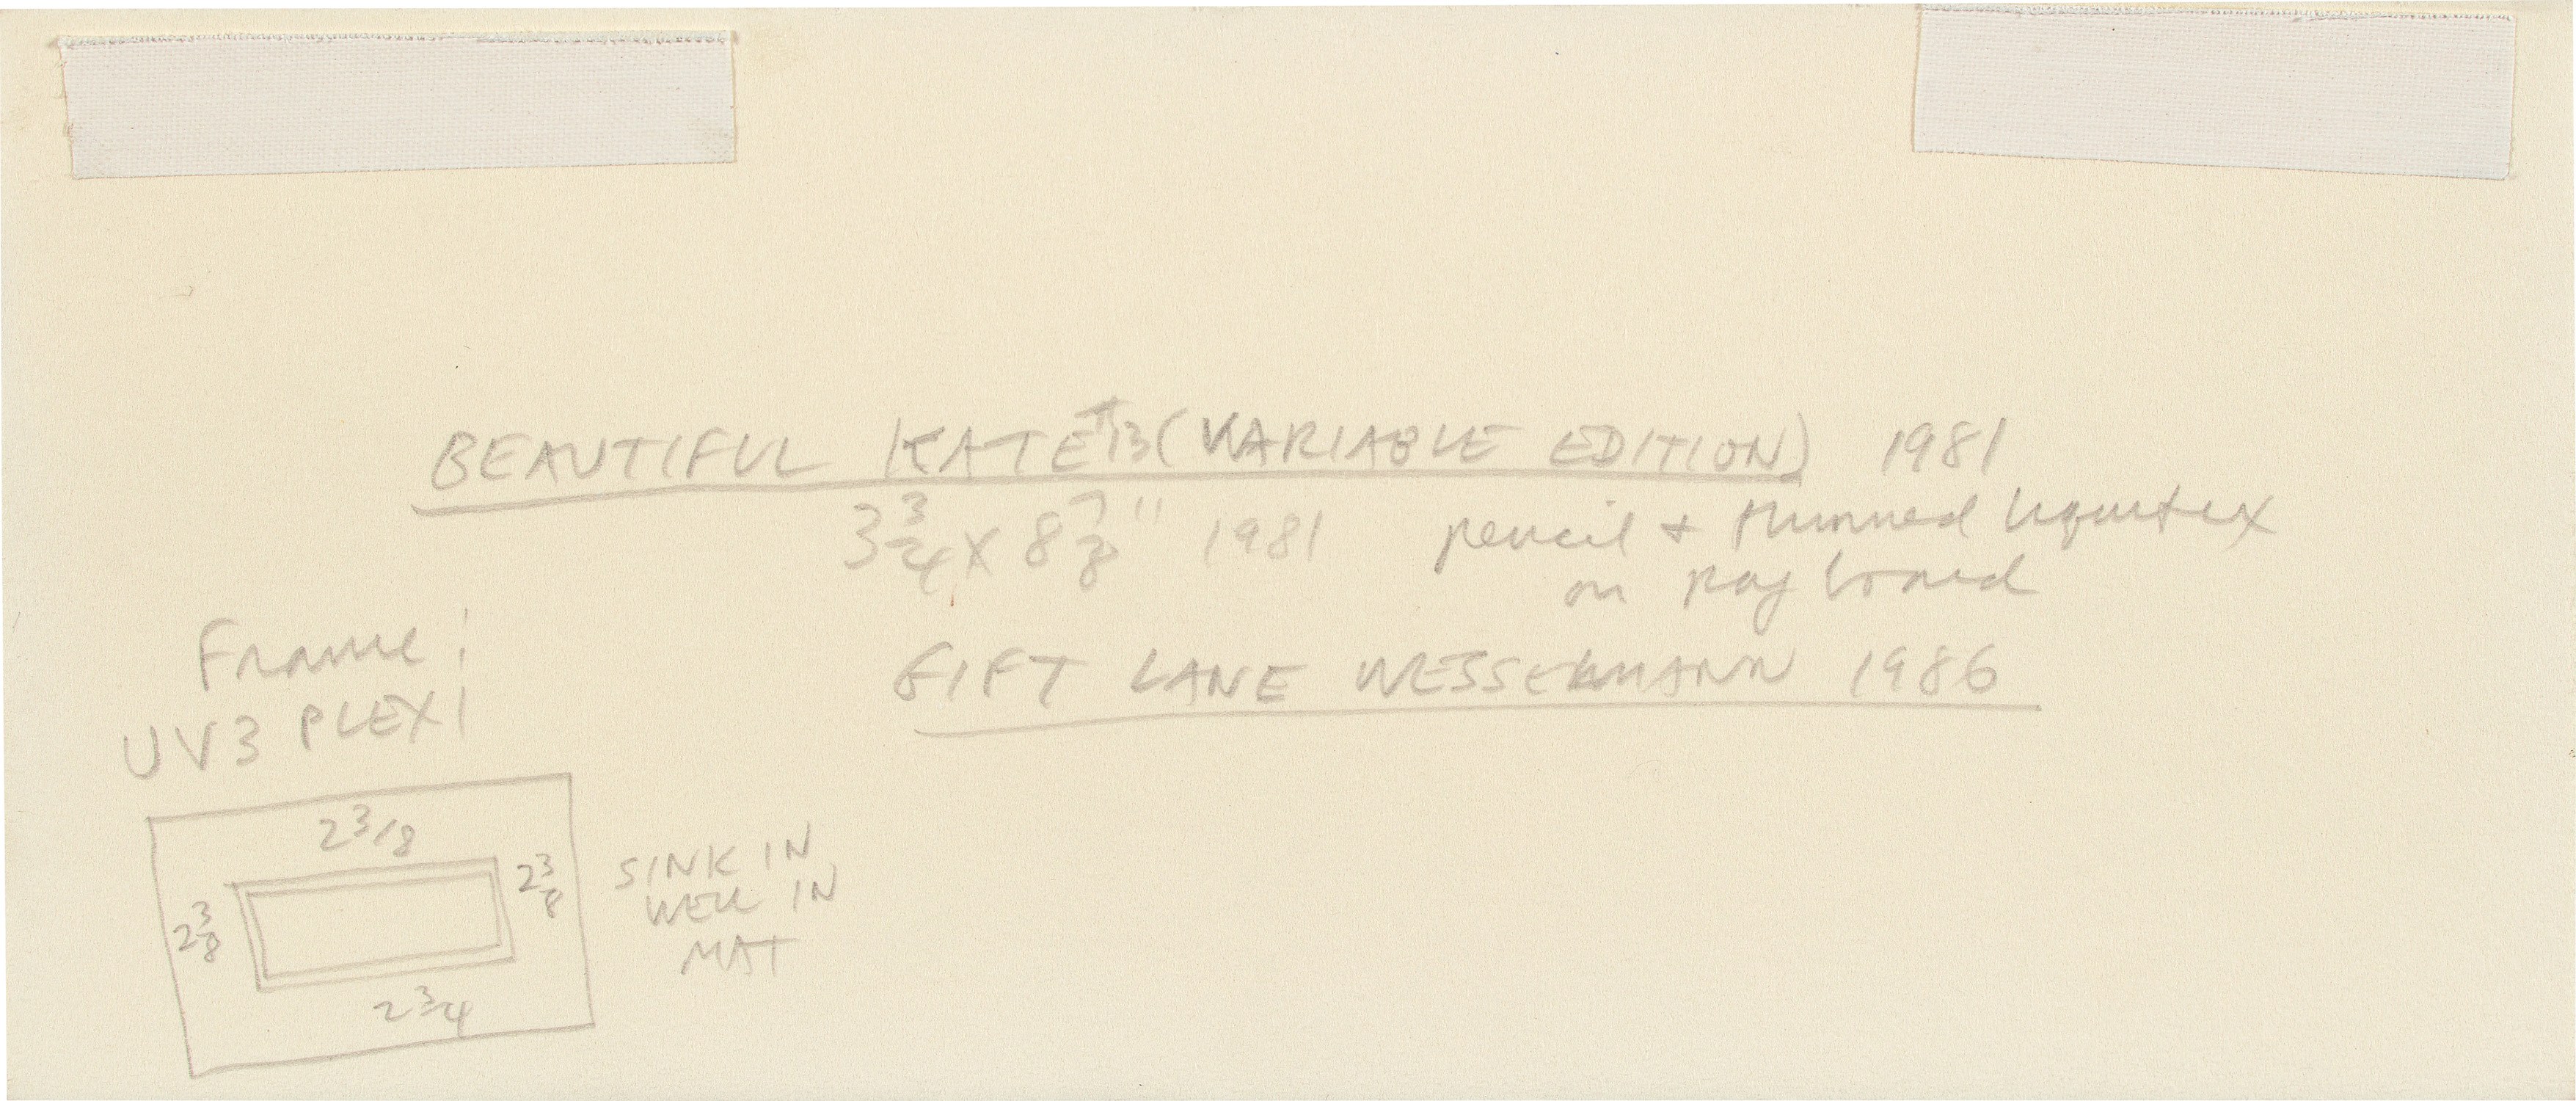 BEAUTIFUL KATE #13 (VARIABLE EDITION) 1981
3 3/4 x 8 7/8" 1981 pencil + thinned liquitex
on rag board
GIFT LANE WESSELMANN 1986
Frame:
UV3 PLEXI
2 3/8
2 3/8
2 3/8
2 3/4
SINK IN
WELL IN
MAT